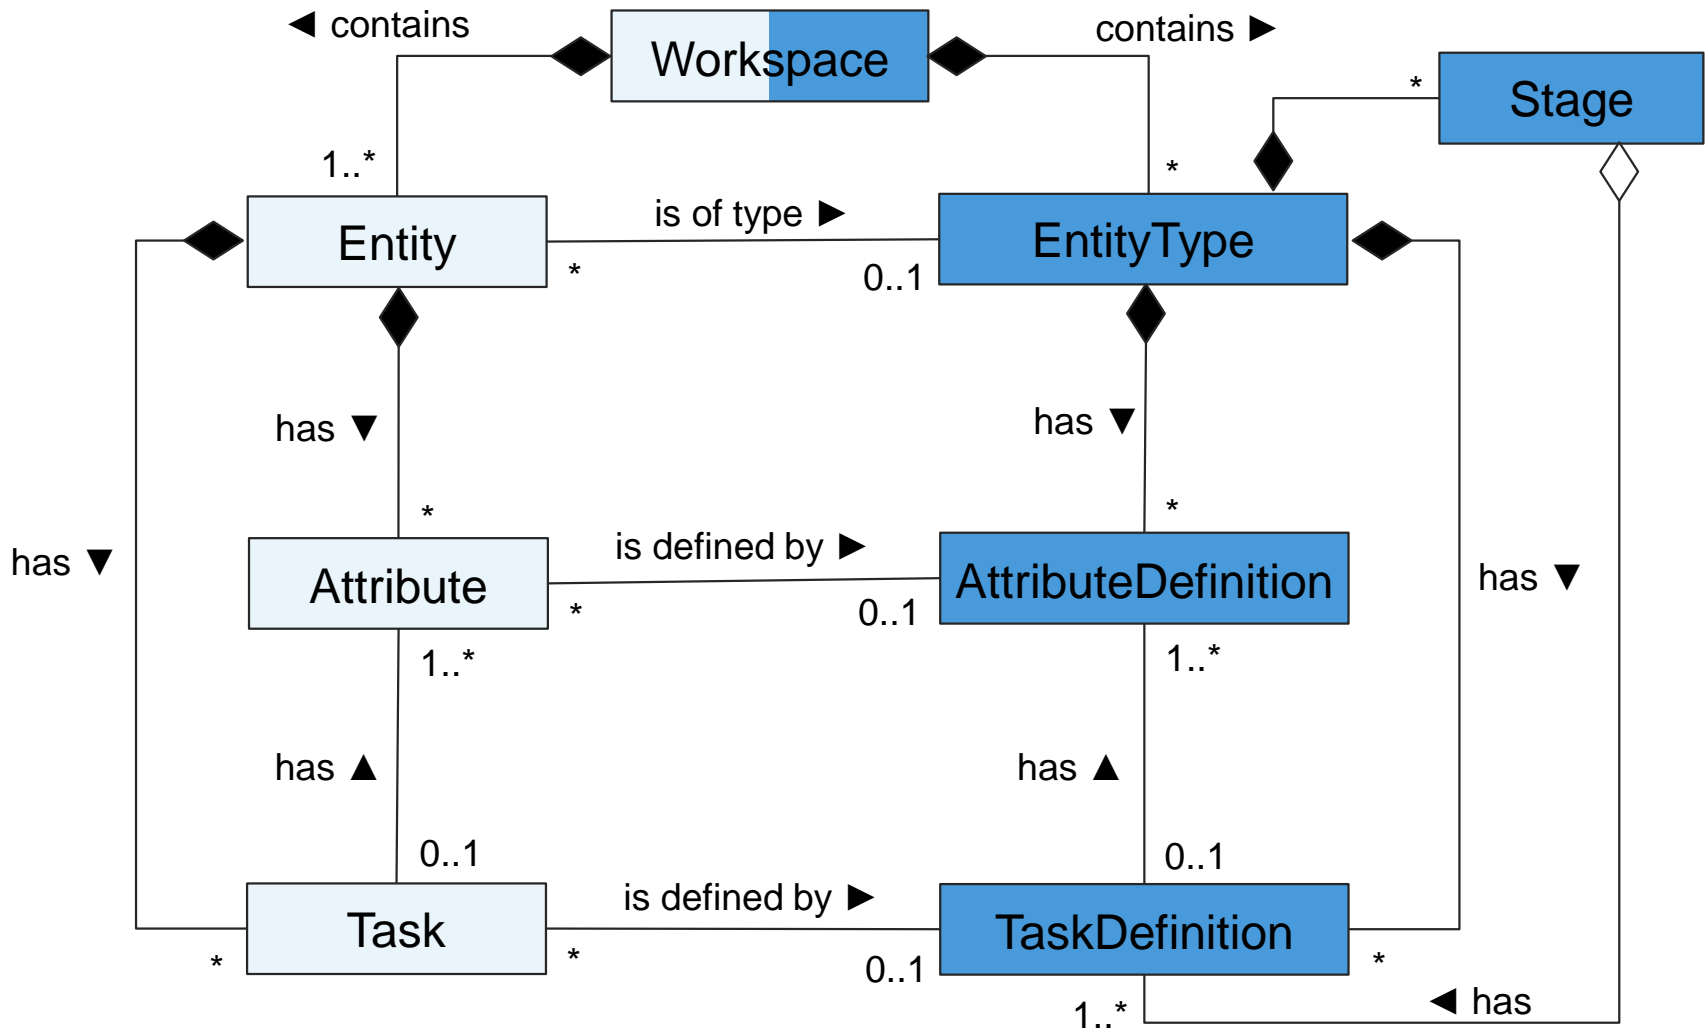 ◄ contains
Workspace
contains ►
*
Stage
1..*
*
Entity
is of type ►
EntityType
*
0..1
has ▼
has ▼
*
*
has ▼
Attribute
is defined by ►
AttributeDefinition
has ▼
*
0..1
1..*
1..*
has ▲
has ▲
0..1
0..1
Task
is defined by ►
TaskDefinition
*
*
0..1
*
1..*
◄ has